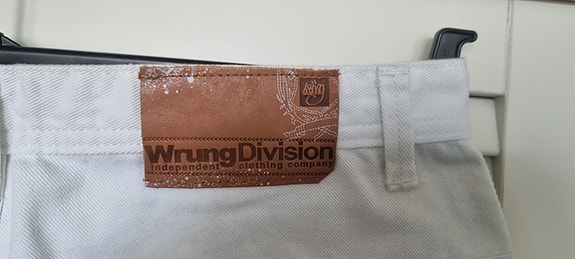 WrungDivision
independent clothing company